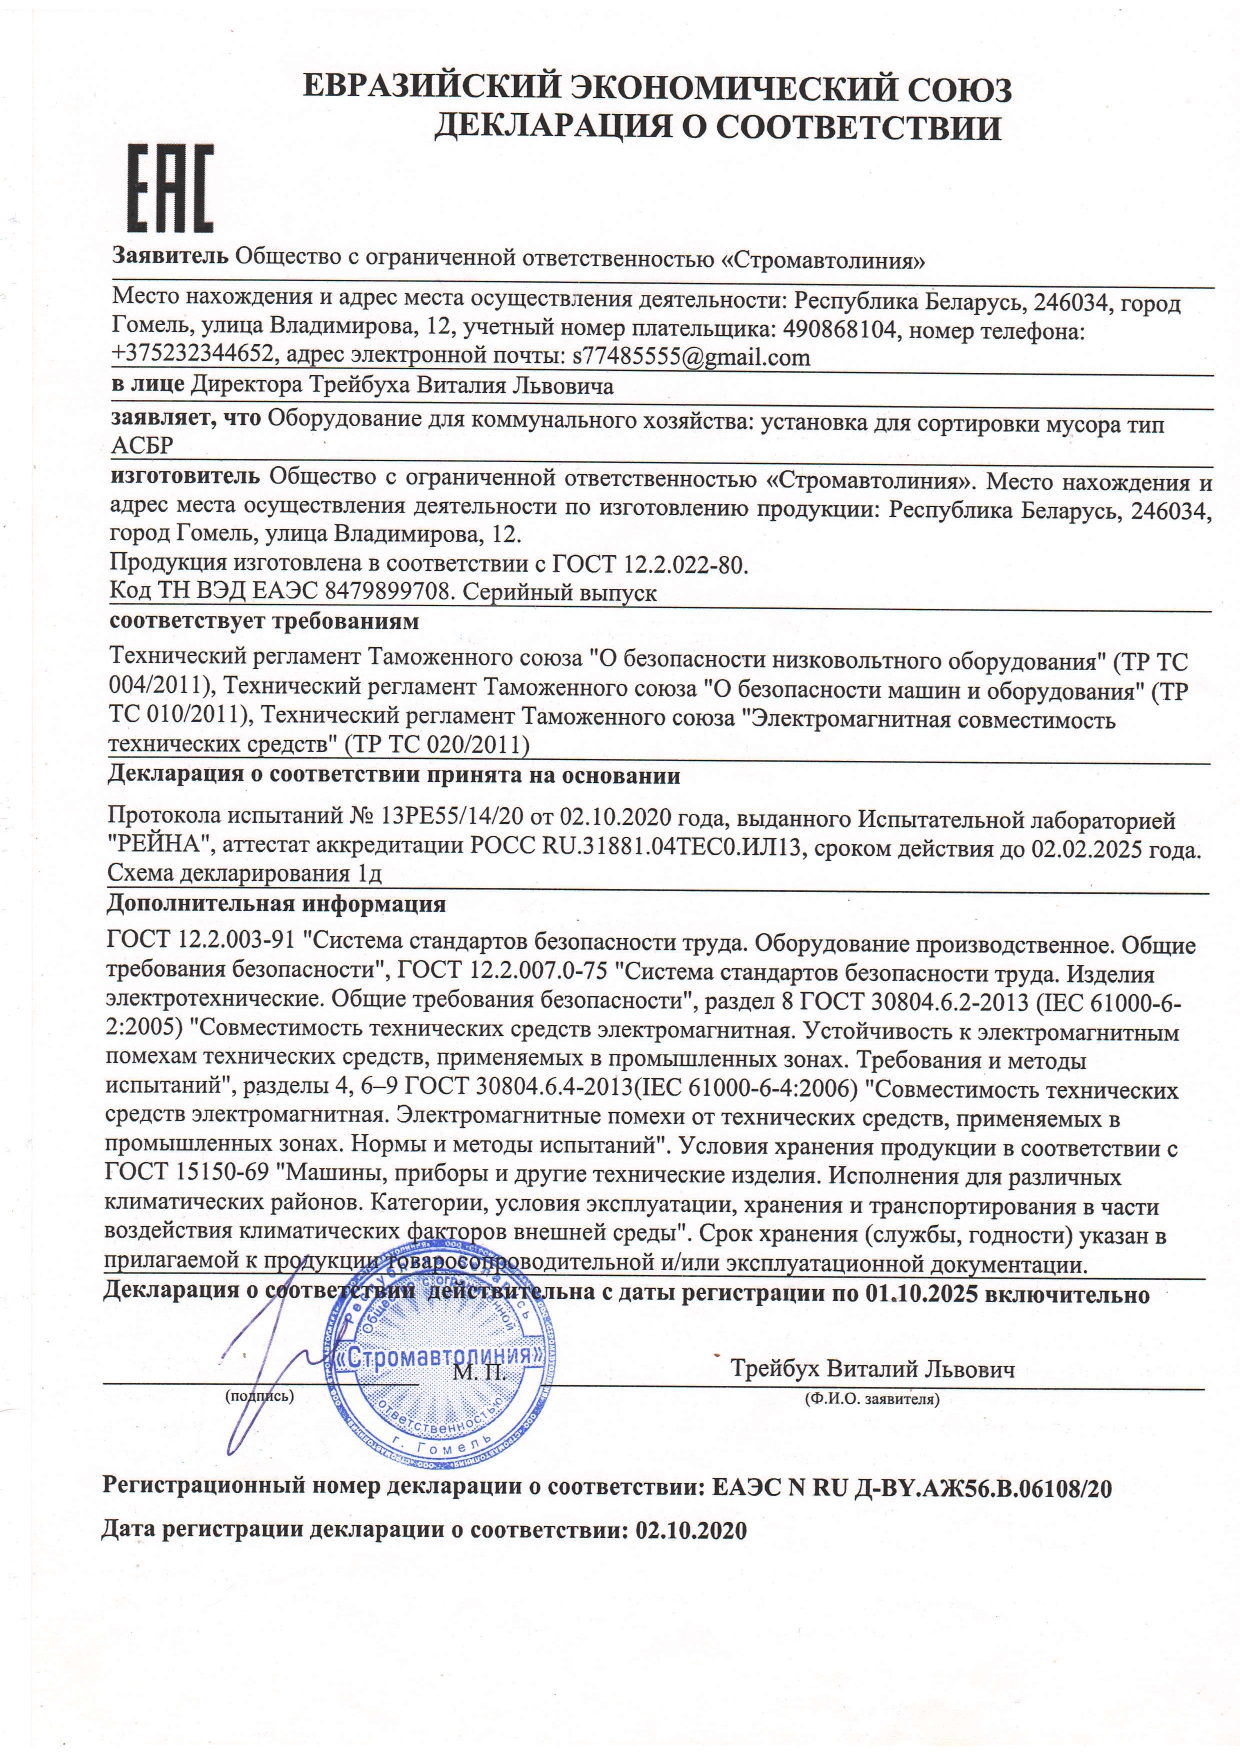 ЕВРАЗИЙСКИЙ ЭКОНОМИЧЕСКИЙ СОЮЗ
ДЕКЛАРАЦИЯ О СООТВЕТСТВИИ
ЕАС
Заявитель Общество с ограниченной ответственностью «Стромавтолиния»
Место нахождения и адрес места осуществления деятельности: Республика Беларусь, 246034, город
Гомель, улица Владимирова, 12, учетный номер плательщика: 490868104, номер телефона:
+375232344652, адрес электронной почты: s77485555@gmail.com
в лице Директора Трейбуха Виталия Львовича
заявляет, что Оборудование для коммунального хозяйства: установка для сортировки мусора тип
АСБР
изготовитель Общество с ограниченной ответственностью «Стромавтолиния». Место нахождения и
адрес места осуществления деятельности по изготовлению продукции: Республика Беларусь, 246034,
город Гомель, улица Владимирова, 12.
Продукция изготовлена в соответствии с ГОСТ 12.2.022-80.
Код ТН ВЭД ЕАЭС 8479899708. Серийный выпуск
соответствует требованиям
Технический регламент Таможенного союза "О безопасности низковольтного оборудования" (ТР ТС
004/2011), Технический регламент Таможенного союза "О безопасности машин и оборудования" (ТР
ТС 010/2011), Технический регламент Таможенного союза "Электромагнитная совместимость
технических средств" (ТР ТС 020/2011)
Декларация о соответствии принята на основании
Протокола испытаний № 13РЕ55/14/20 от 02.10.2020 года, выданного Испытательной лабораторией
"РЕЙНА", аттестат аккредитации РОСС RU.31881.04ТЕС0.ИЛ13, сроком действия до 02.02.2025 года.
Схема декларирования 1д
Дополнительная информация
ГОСТ 12.2.003-91 "Система стандартов безопасности труда. Оборудование производственное. Общие
требования безопасности", ГОСТ 12.2.007.0-75 "Система стандартов безопасности труда. Изделия
электротехнические. Общие требования безопасности", раздел 8 ГОСТ 30804.6.2-2013 (IEC 61000-6-
2:2005) "Совместимость технических средств электромагнитная. Устойчивость к электромагнитным
помехам технических средств, применяемых в промышленных зонах. Требования и методы
испытаний", разделы 4, 6–9 ГОСТ 30804.6.4-2013(IEC 61000-6-4:2006) "Совместимость технических
средств электромагнитная. Электромагнитные помехи от технических средств, применяемых в
промышленных зонах. Нормы и методы испытаний". Условия хранения продукции в соответствии с
ГОСТ 15150-69 "Машины, приборы и другие технические изделия. Исполнения для различных
климатических районов. Категории, условия эксплуатации, хранения и транспортирования в части
воздействия климатических факторов внешней среды". Срок хранения (службы, годности) указан в
прилагаемой к продукции товаросопроводительной и/или эксплуатационной документации.
Декларация о соответствии действительна с даты регистрации по 01.10.2025 включительно
Республика Беларусь
Общество с ограниченной
«Стромавтолиния»
ответственностью
г. Гомель
М. П.
Трейбух Виталий Львович
(подпись)
(Ф.И.О. заявителя)
Регистрационный номер декларации о соответствии: ЕАЭС N RU Д-BY.АЖ56.В.06108/20
Дата регистрации декларации о соответствии: 02.10.2020